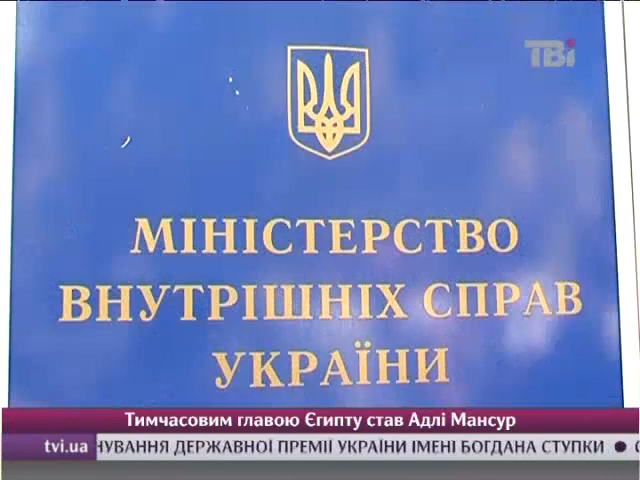 ТВі
МІНІСТЕРСТВО
ВНУТРІШНІХ СПРАВ
УКРАЇНИ
Тимчасовим главою Єгипту став Адлі Мансур
tvi.ua НУВАННЯ ДЕРЖАВНОЇ ПРЕМІЇ УКРАЇНИ ІМЕНІ БОГДАНА СТУПКИ ●